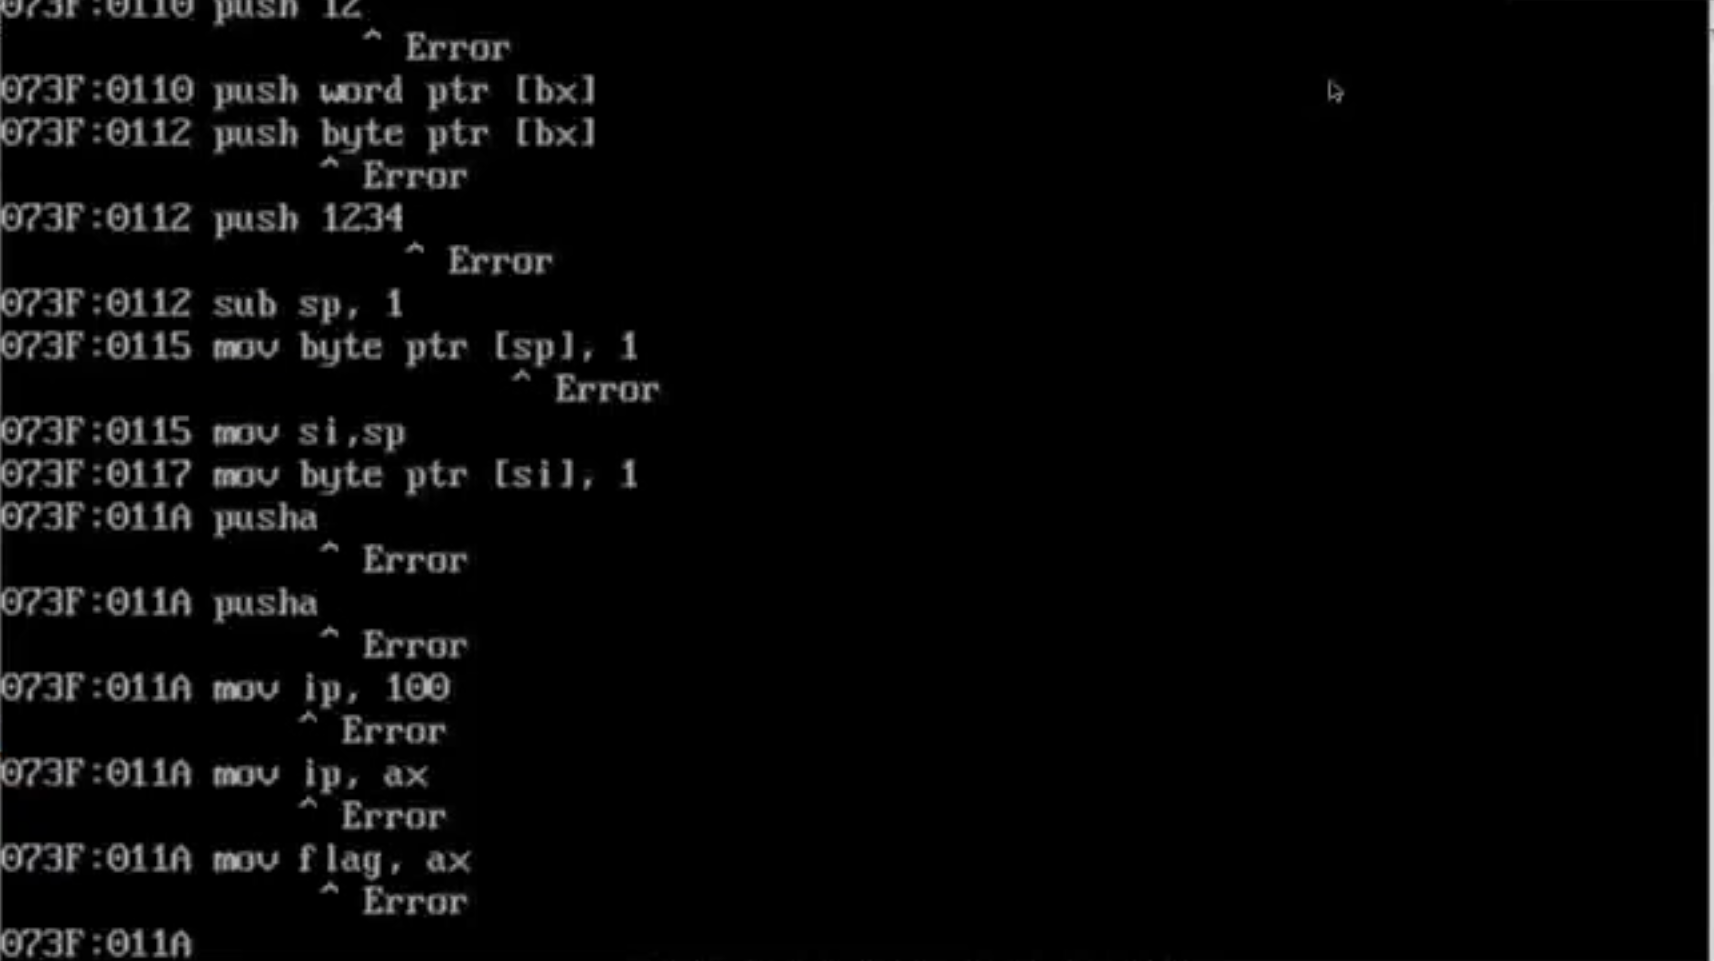 073F:0110 push 12
^ Error
073F:0110 push word ptr [bx]
073F:0112 push byte ptr [bx]
^ Error
073F:0112 push 1234
^ Error
073F:0112 sub sp, 1
073F:0115 mov byte ptr [sp], 1
^ Error
073F:0115 mov si,sp
073F:0117 mov byte ptr [si], 1
073F:011A pusha
^ Error
073F:011A pusha
^ Error
073F:011A mov ip, 100
^ Error
073F:011A mov ip, ax
^ Error
073F:011A mov flag, ax
^ Error
073F:011A